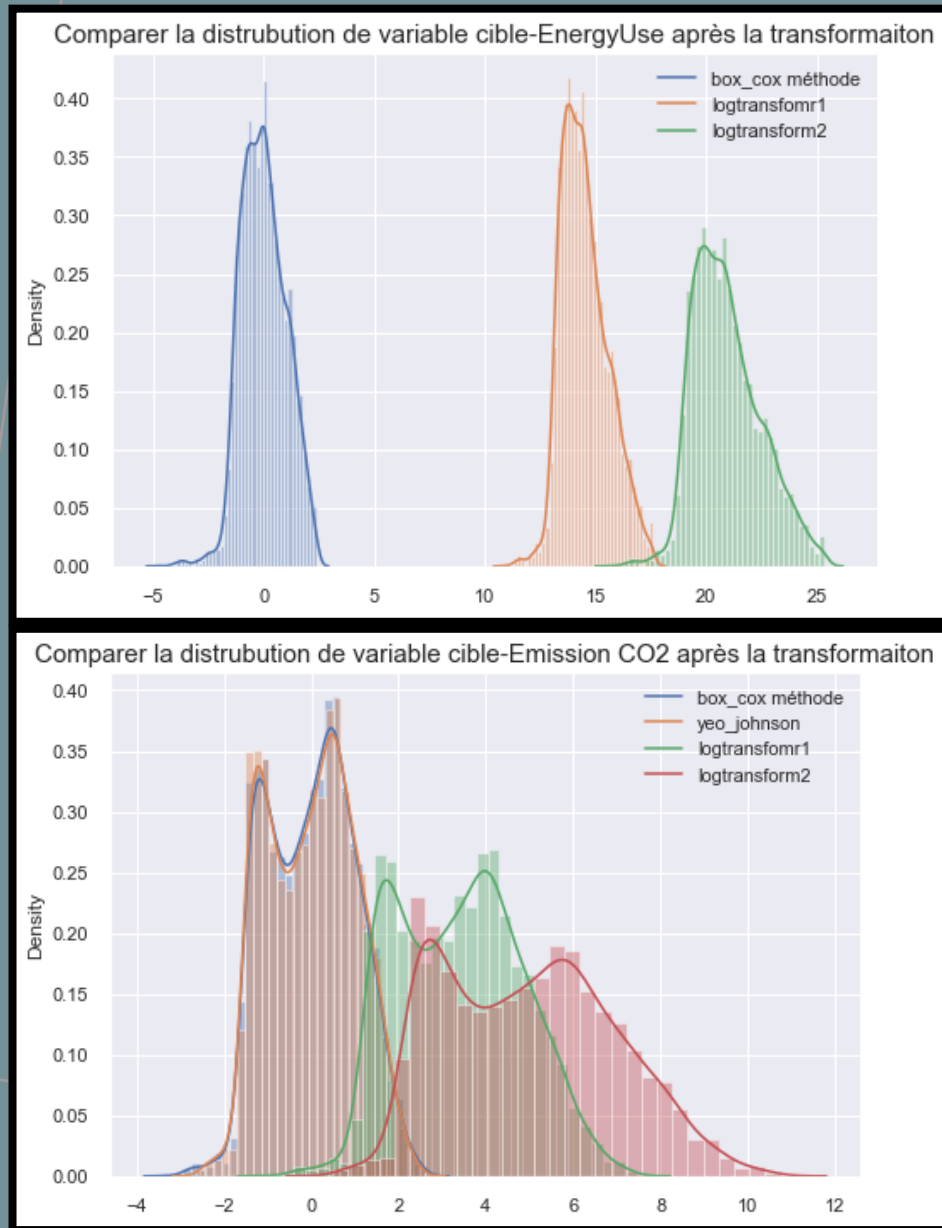 Comparer la distrubution de variable cible-EnergyUse après la transformaiton
box_cox méthode
logtransfomr1
logtransform2
Density
0.40
0.35
0.30
0.25
0.20
0.15
0.10
0.05
0.00
−5 0 5 10 15 20 25
Comparer la distrubution de variable cible-Emission CO2 après la transformaiton
box_cox méthode
yeo_johnson
logtransfomr1
logtransform2
Density
0.40
0.35
0.30
0.25
0.20
0.15
0.10
0.05
0.00
−4 −2 0 2 4 6 8 10 12